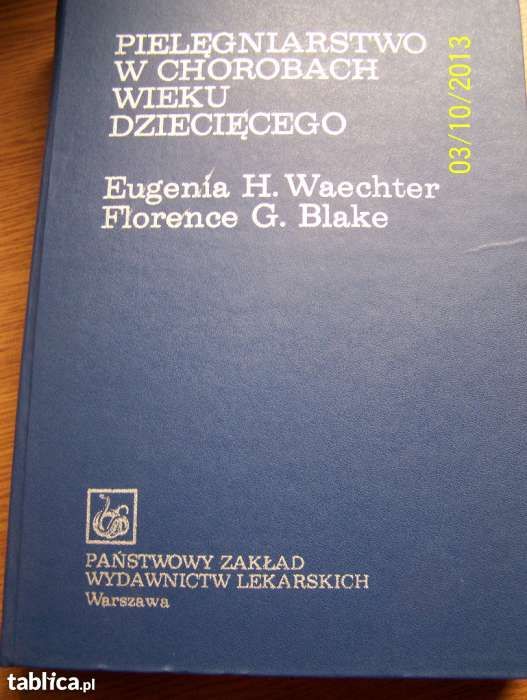 PIELĘGNIARSTWO
W CHOROBACH
WIEKU
DZIECIĘCEGO
Eugenia H. Waechter
Florence G. Blake
03/10/2013
PAŃSTWOWY ZAKŁAD
WYDAWNICTW LEKARSKICH
Warszawa
tablica.pl